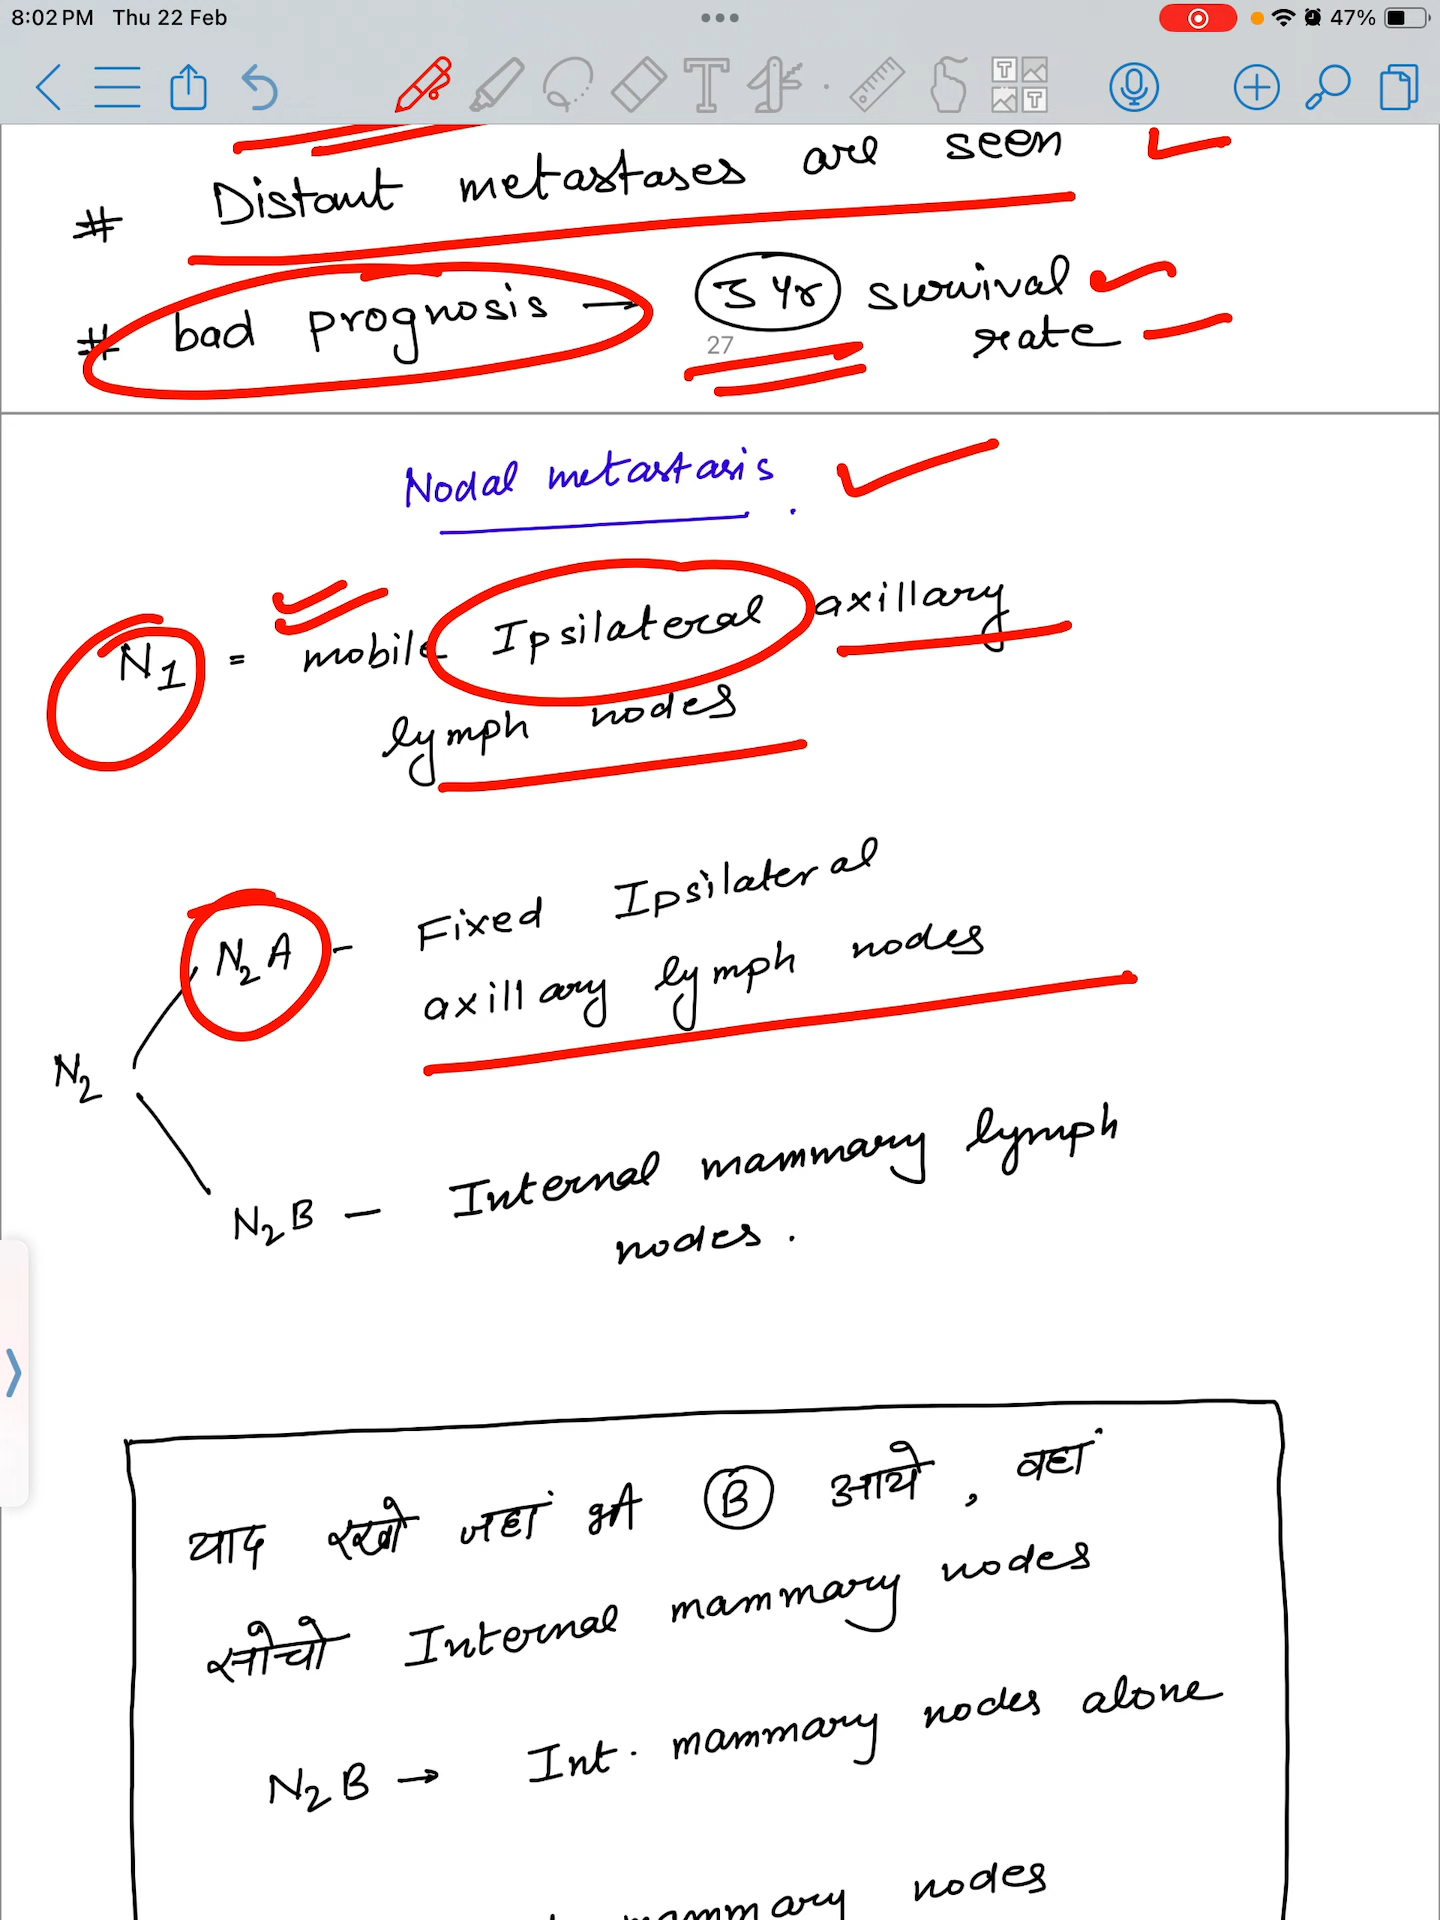 8:02 PM Thu 22 Feb
47%
# Distant metastases are seen
# bad prognosis → 3 yr survival
rate
27
Nodal metastasis.
N1 = mobile Ipsilateral axillary
lymph nodes
N2A - Fixed Ipsilateral
axillary lymph nodes
N2
N2B - Internal mammary lymph
nodes.
याद रखो जहां भी B आये, वहां
सोचो Internal mammary nodes
N2B → Int. mammary nodes alone
mammary nodes